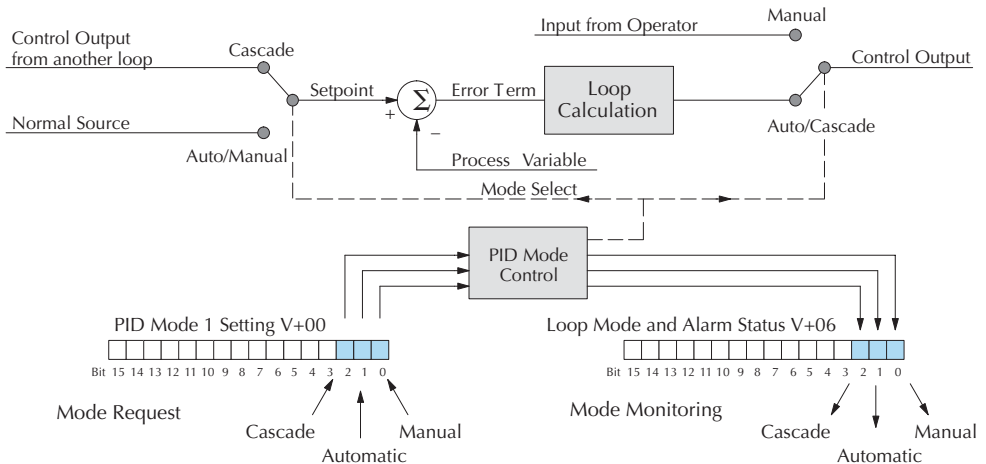 Control Output
from another loop
Cascade
Normal Source
Auto/Manual
Setpoint
+
Σ
−
Error Term
Process Variable
Loop
Calculation
Input from Operator
Manual
Control Output
Auto/Cascade
Mode Select
PID Mode
Control
PID Mode 1 Setting V+00
Bit 15 14 13 12 11 10 9 8 7 6 5 4 3 2 1 0
Mode Request
Cascade
Automatic
Manual
Loop Mode and Alarm Status V+06
Bit 15 14 13 12 11 10 9 8 7 6 5 4 3 2 1 0
Mode Monitoring
Cascade
Automatic
Manual